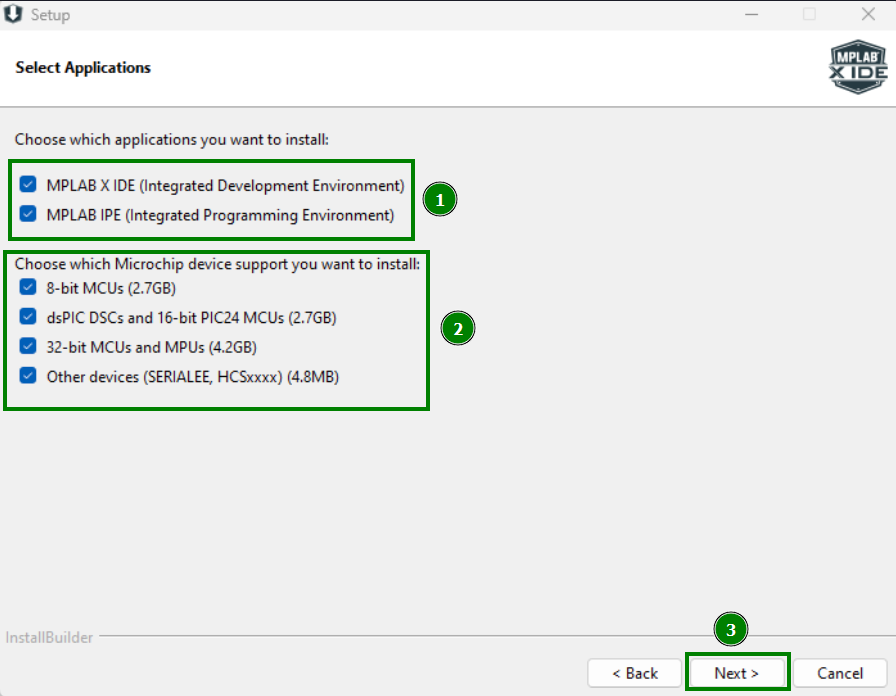 Setup
Select Applications
MPLAB
X IDE
Choose which applications you want to install:
MPLAB X IDE (Integrated Development Environment)
MPLAB IPE (Integrated Programming Environment)
1
Choose which Microchip device support you want to install:
8-bit MCUs (2.7GB)
dsPIC DSCs and 16-bit PIC24 MCUs (2.7GB)
32-bit MCUs and MPUs (4.2GB)
Other devices (SERIALEE, HCSxxxx) (4.8MB)
2
InstallBuilder
3
< Back Next > Cancel